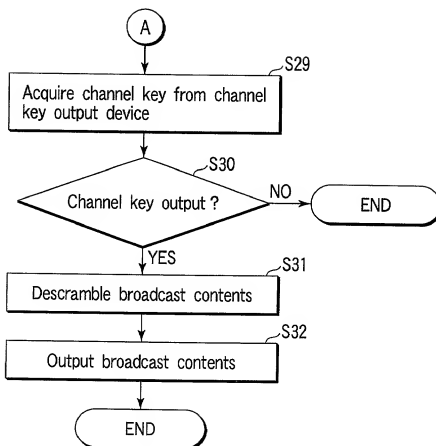 A
S29
Acquire channel key from channel
key output device
S30
Channel key output ?
NO
END
YES
S31
Descramble broadcast contents
S32
Output broadcast contents
END